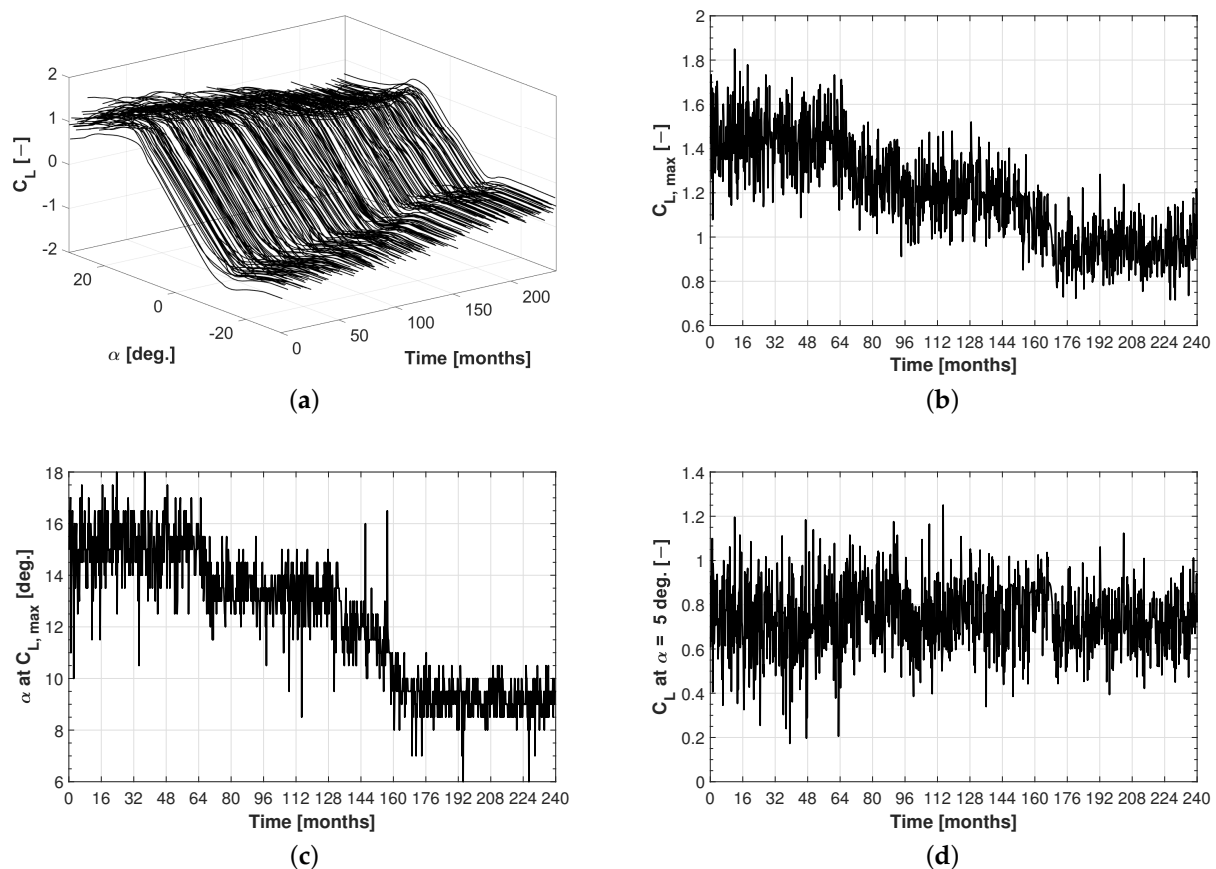 2
1
0
-1
-2
C_L [−]
20
0
-20
α [deg.]
0
50
100
150
200
Time [months]
(a)
2
1.8
1.6
1.4
1.2
1
0.8
0.6
C_L, max [−]
0 16 32 48 64 80 96 112 128 144 160 176 192 208 224 240
Time [months]
(b)
18
16
14
12
10
8
6
α at C_L, max [deg.]
0 16 32 48 64 80 96 112 128 144 160 176 192 208 224 240
Time [months]
(c)
1.4
1.2
1
0.8
0.6
0.4
0.2
0
C_L at α = 5 deg. [−]
0 16 32 48 64 80 96 112 128 144 160 176 192 208 224 240
Time [months]
(d)